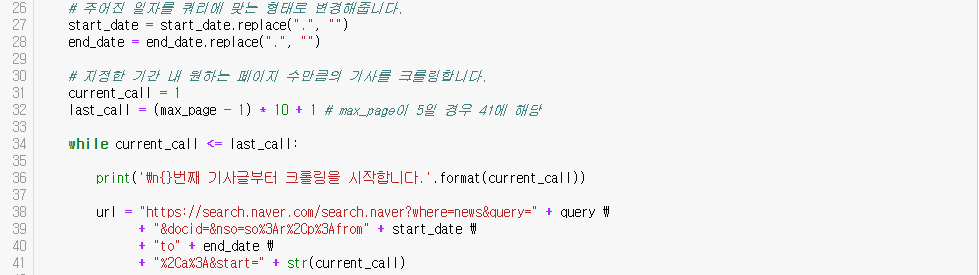 26 # 주어진 일자를 쿼리에 맞는 형태로 변경해줍니다.
27 start_date = start_date.replace(".", "")
28 end_date = end_date.replace(".", "")
29
30 # 지정한 기간 내 원하는 페이지 수만큼의 기사를 크롤링합니다.
31 current_call = 1
32 last_call = (max_page - 1) * 10 + 1 # max_page이 5일 경우 41에 해당
33
34 while current_call <= last_call:
35
36 print('₩n{}번째 기사글부터 크롤링을 시작합니다.'.format(current_call))
37
38 url = "https://search.naver.com/search.naver?where=news&query=" + query ₩
39 + "&docid=&nso=so%3Ar%2Cp%3Afrom" + start_date ₩
40 + "to" + end_date ₩
41 + "%2Ca%3A&start=" + str(current_call)